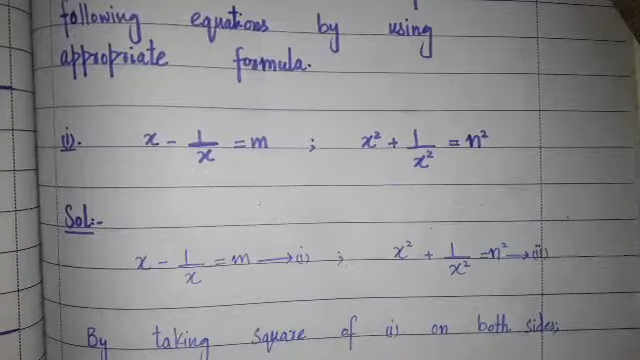 following equations by using
appropriate formula.
(i). x - 1/x = m ; x² + 1/x² = n²
Sol:-
x - 1/x = m → (i) ; x² + 1/x² = n² → (ii)
By taking square of (i) on both sides;